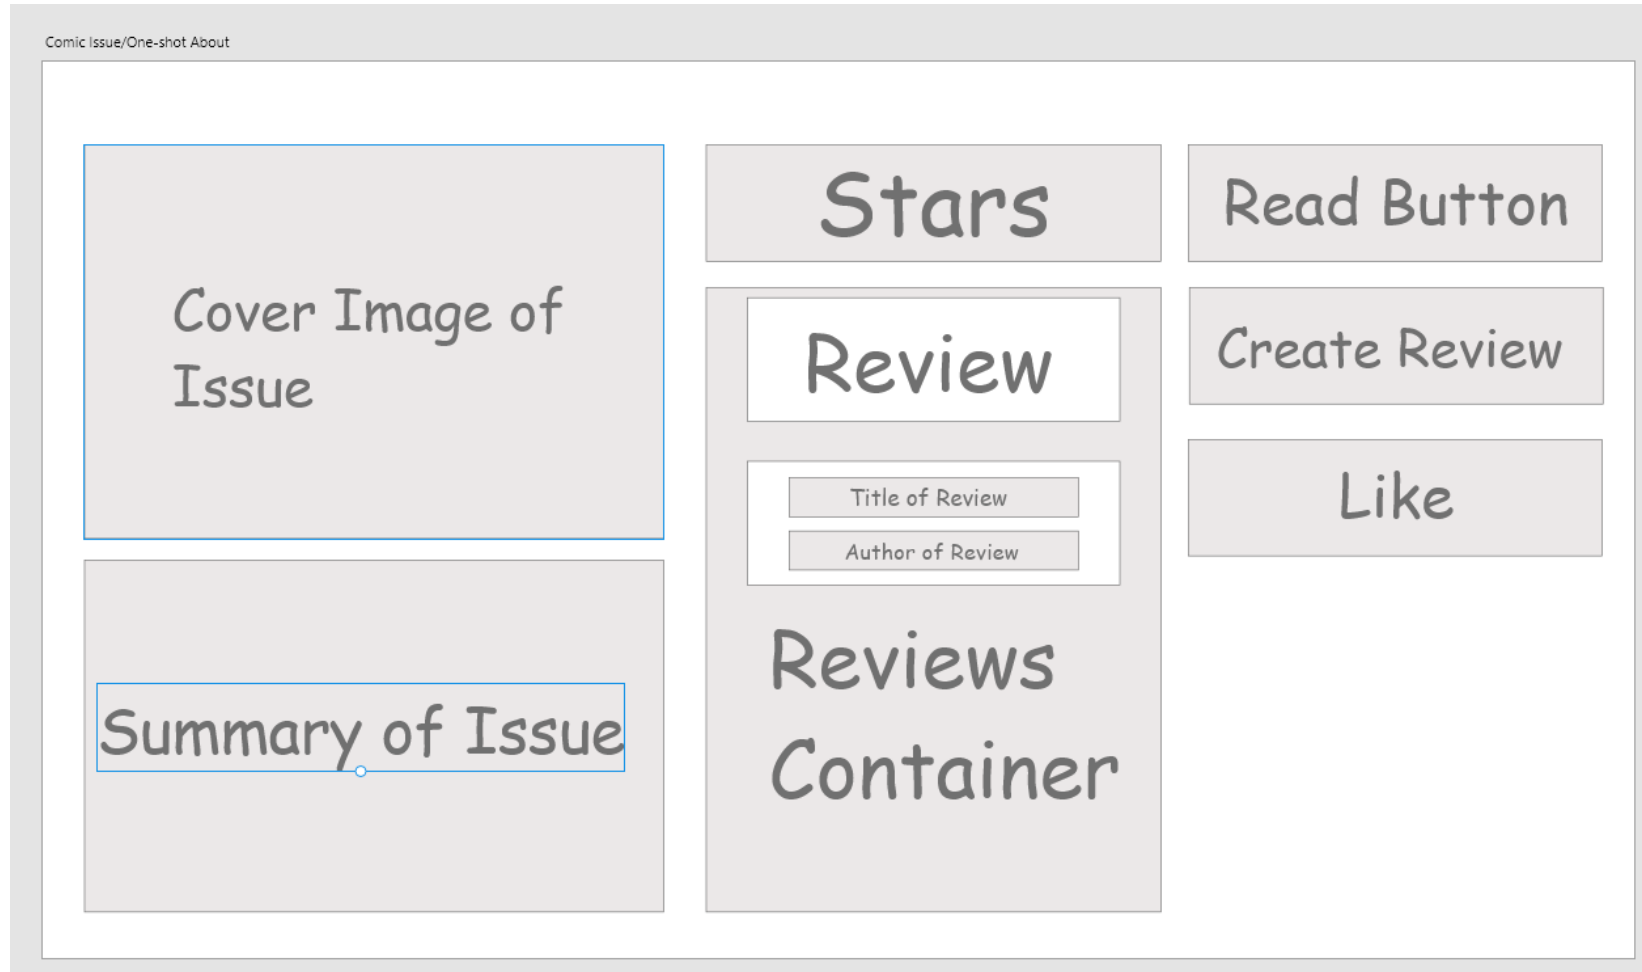 Comic Issue/One-shot About
Cover Image of
Issue
Summary of Issue
Stars
Review
Title of Review
Author of Review
Reviews
Container
Read Button
Create Review
Like